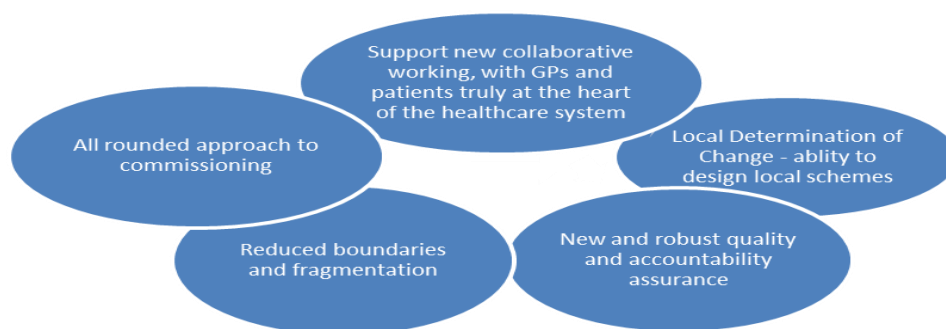 Support new collaborative
working, with GPs and
patients truly at the heart
of the healthcare system
All rounded approach to
commissioning
Local Determination of
Change - ablity to
design local schemes
Reduced boundaries
and fragmentation
New and robust quality
and accountability
assurance